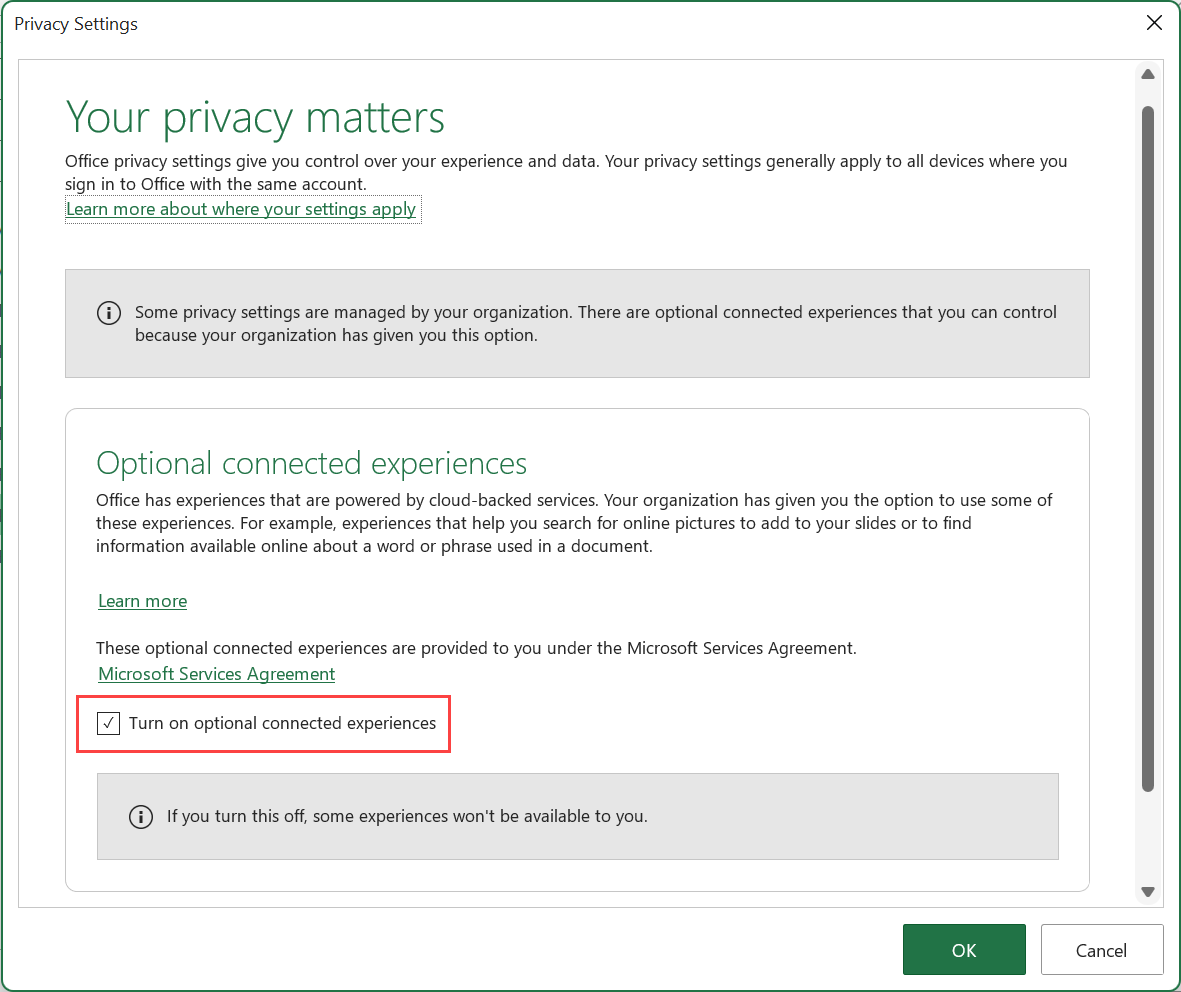 Privacy Settings
Your privacy matters
Office privacy settings give you control over your experience and data. Your privacy settings generally apply to all devices where you
sign in to Office with the same account.
Learn more about where your settings apply
Some privacy settings are managed by your organization. There are optional connected experiences that you can control
because your organization has given you this option.
Optional connected experiences
Office has experiences that are powered by cloud-backed services. Your organization has given you the option to use some of
these experiences. For example, experiences that help you search for online pictures to add to your slides or to find
information available online about a word or phrase used in a document.
Learn more
These optional connected experiences are provided to you under the Microsoft Services Agreement.
Microsoft Services Agreement
Turn on optional connected experiences
If you turn this off, some experiences won't be available to you.
OK
Cancel